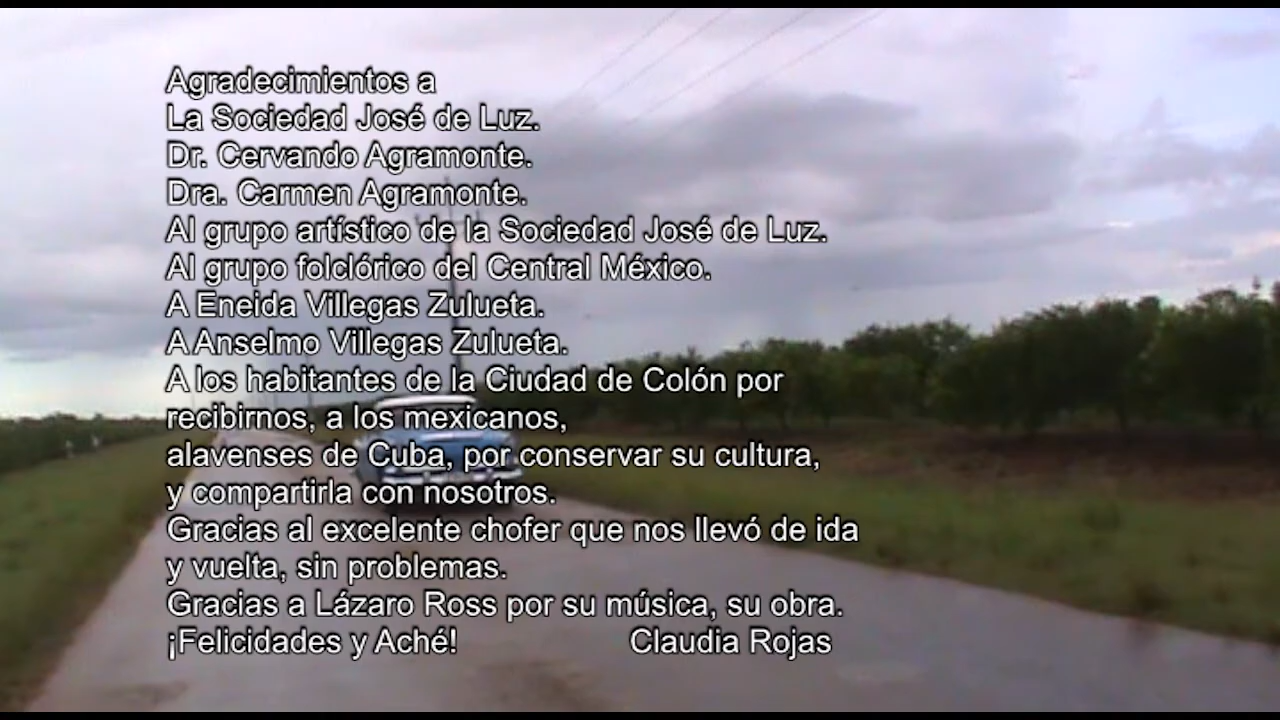 Agradecimientos a
La Sociedad José de Luz.
Dr. Cervando Agramonte.
Dra. Carmen Agramonte.
Al grupo artístico de la Sociedad José de Luz.
Al grupo folclórico del Central México.
A Eneida Villegas Zulueta.
A Anselmo Villegas Zulueta.
A los habitantes de la Ciudad de Colón por
recibirnos, a los mexicanos,
alavenses de Cuba, por conservar su cultura,
y compartirla con nosotros.
Gracias al excelente chofer que nos llevó de ida
y vuelta, sin problemas.
Gracias a Lázaro Ross por su música, su obra.
¡Felicidades y Aché! Claudia Rojas